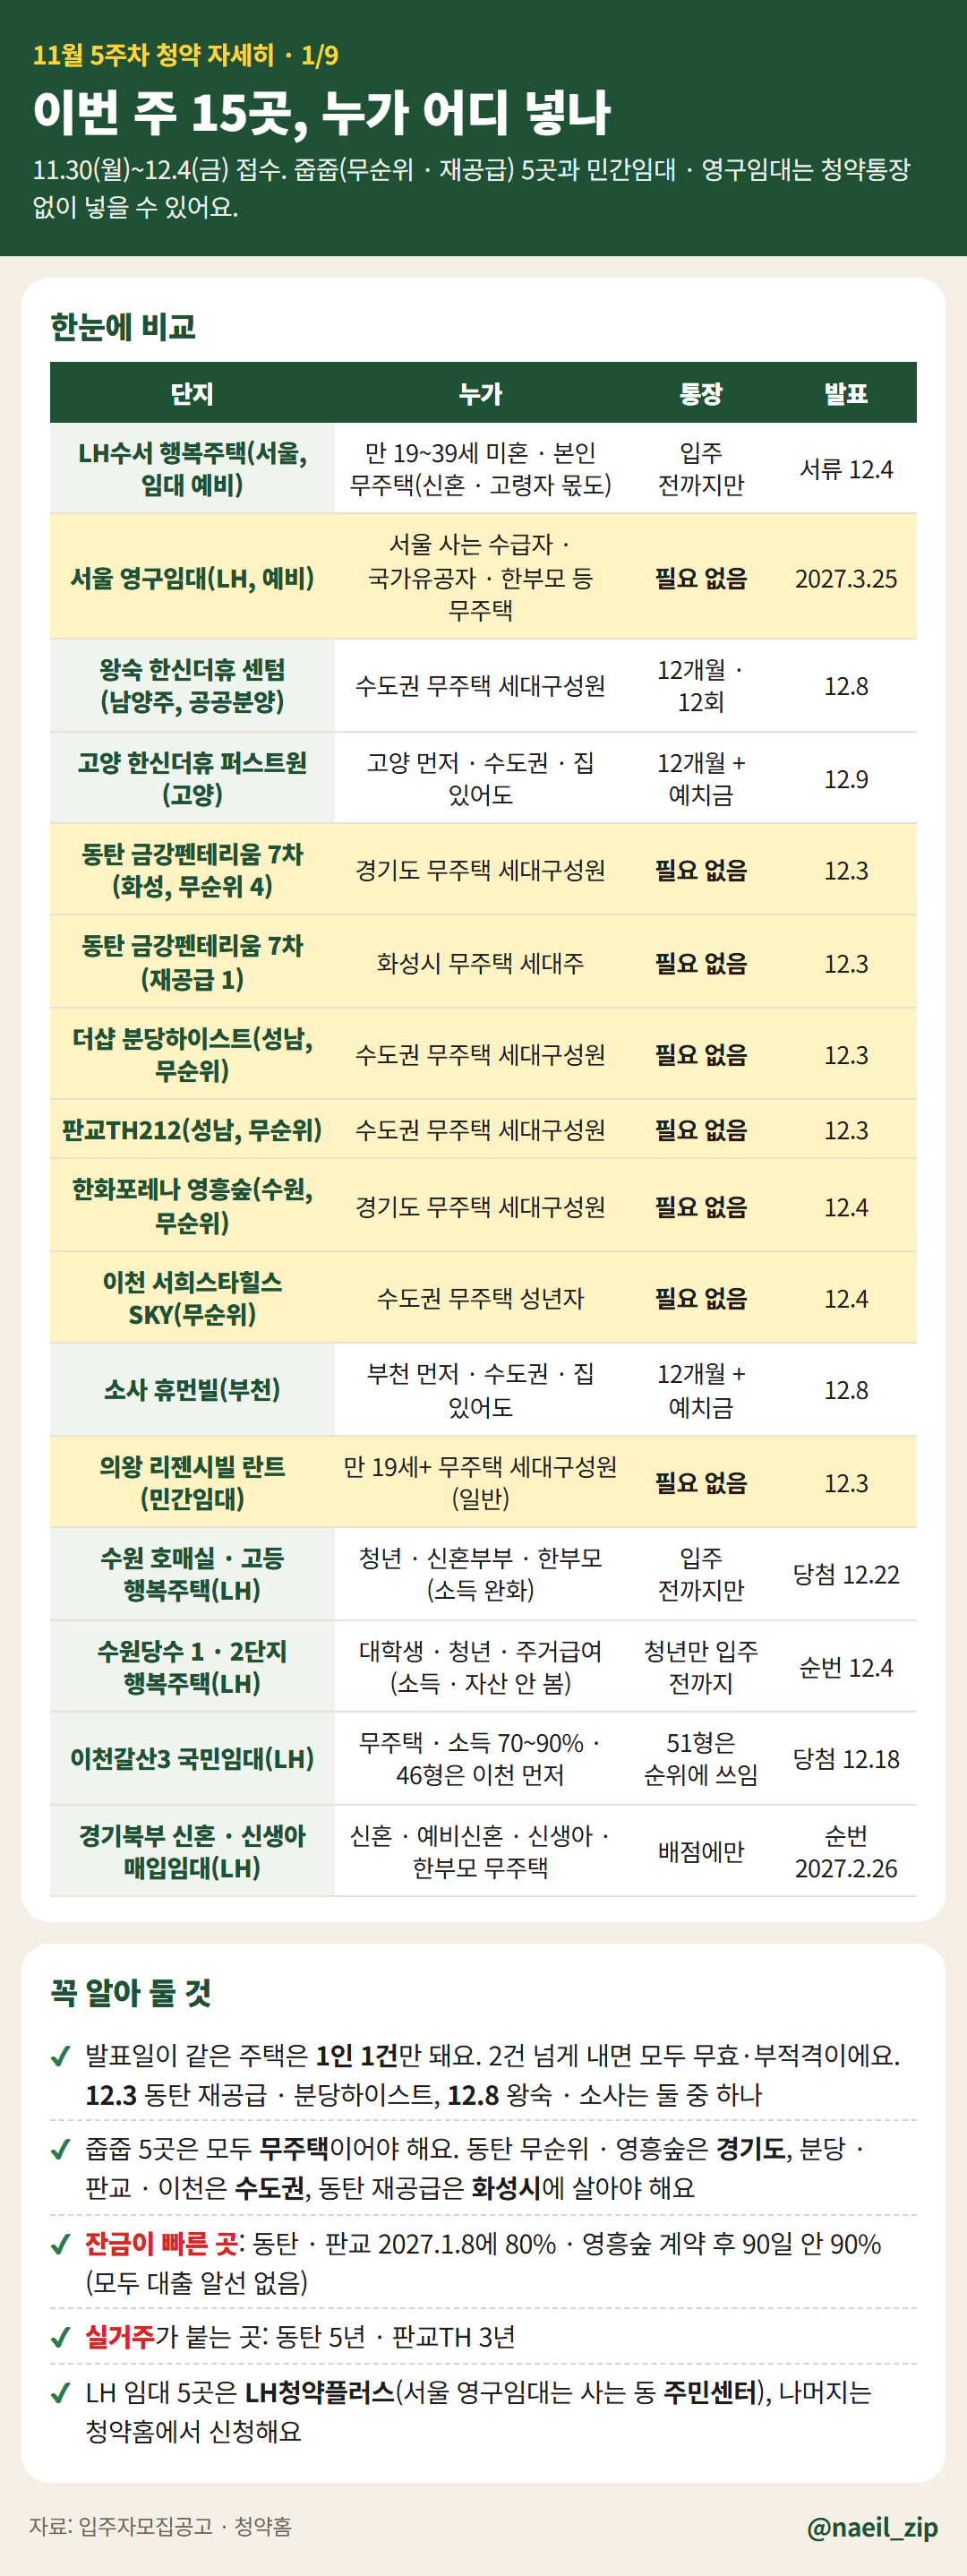 11월 5주차 청약 자세히 · 1/9
이번 주 15곳, 누가 어디 넣나
11.30(월)~12.4(금) 접수. 줍줍(무순위 · 재공급) 5곳과 민간임대 · 영구임대는 청약통장
없이 넣을 수 있어요.
한눈에 비교
단지 누가 통장 발표
LH수서 행복주택(서울,
임대 예비)
만 19~39세 미혼 · 본인
무주택(신혼 · 고령자 몫도)
입주
전까지만
서류 12.4
서울 영구임대(LH, 예비)
서울 사는 수급자 ·
국가유공자 · 한부모 등
무주택
필요 없음
2027.3.25
왕숙 한신더휴 센텀
(남양주, 공공분양)
수도권 무주택 세대구성원
12개월 ·
12회
12.8
고양 한신더휴 퍼스트원
(고양)
고양 먼저 · 수도권 · 집
있어도
12개월 +
예치금
12.9
동탄 금강펜테리움 7차
(화성, 무순위 4)
경기도 무주택 세대구성원
필요 없음
12.3
동탄 금강펜테리움 7차
(재공급 1)
화성시 무주택 세대주
필요 없음
12.3
더샵 분당하이스트(성남,
무순위)
수도권 무주택 세대구성원
필요 없음
12.3
판교TH212(성남, 무순위)
수도권 무주택 세대구성원
필요 없음
12.3
한화포레나 영흥숲(수원,
무순위)
경기도 무주택 세대구성원
필요 없음
12.4
이천 서희스타힐스
SKY(무순위)
수도권 무주택 성년자
필요 없음
12.4
소사 휴먼빌(부천)
부천 먼저 · 수도권 · 집
있어도
12개월 +
예치금
12.8
의왕 리젠시빌 란트
(민간임대)
만 19세+ 무주택 세대구성원
(일반)
필요 없음
12.3
수원 호매실 · 고등
행복주택(LH)
청년 · 신혼부부 · 한부모
(소득 완화)
입주
전까지만
당첨 12.22
수원당수 1 · 2단지
행복주택(LH)
대학생 · 청년 · 주거급여
(소득 · 자산 안 봄)
청년만 입주
전까지
순번 12.4
이천갈산3 국민임대(LH)
무주택 · 소득 70~90% ·
46형은 이천 먼저
51형은
순위에 쓰임
당첨 12.18
경기북부 신혼 · 신생아
매입임대(LH)
신혼 · 예비신혼 · 신생아 ·
한부모 무주택
배점에만
순번
2027.2.26
꼭 알아 둘 것
✔ 발표일이 같은 주택은 1인 1건만 돼요. 2건 넘게 내면 모두 무효·부적격이에요.
12.3 동탄 재공급 · 분당하이스트, 12.8 왕숙 · 소사는 둘 중 하나
✔ 줍줍 5곳은 모두 무주택이어야 해요. 동탄 무순위 · 영흥숲은 경기도, 분당 ·
판교 · 이천은 수도권, 동탄 재공급은 화성시에 살아야 해요
✔ 잔금이 빠른 곳: 동탄 · 판교 2027.1.8에 80% · 영흥숲 계약 후 90일 안 90%
(모두 대출 알선 없음)
✔ 실거주가 붙는 곳: 동탄 5년 · 판교TH 3년
✔ LH 임대 5곳은 LH청약플러스(서울 영구임대는 사는 동 주민센터), 나머지는
청약홈에서 신청해요
자료: 입주자모집공고 · 청약홈
@naeil_zip